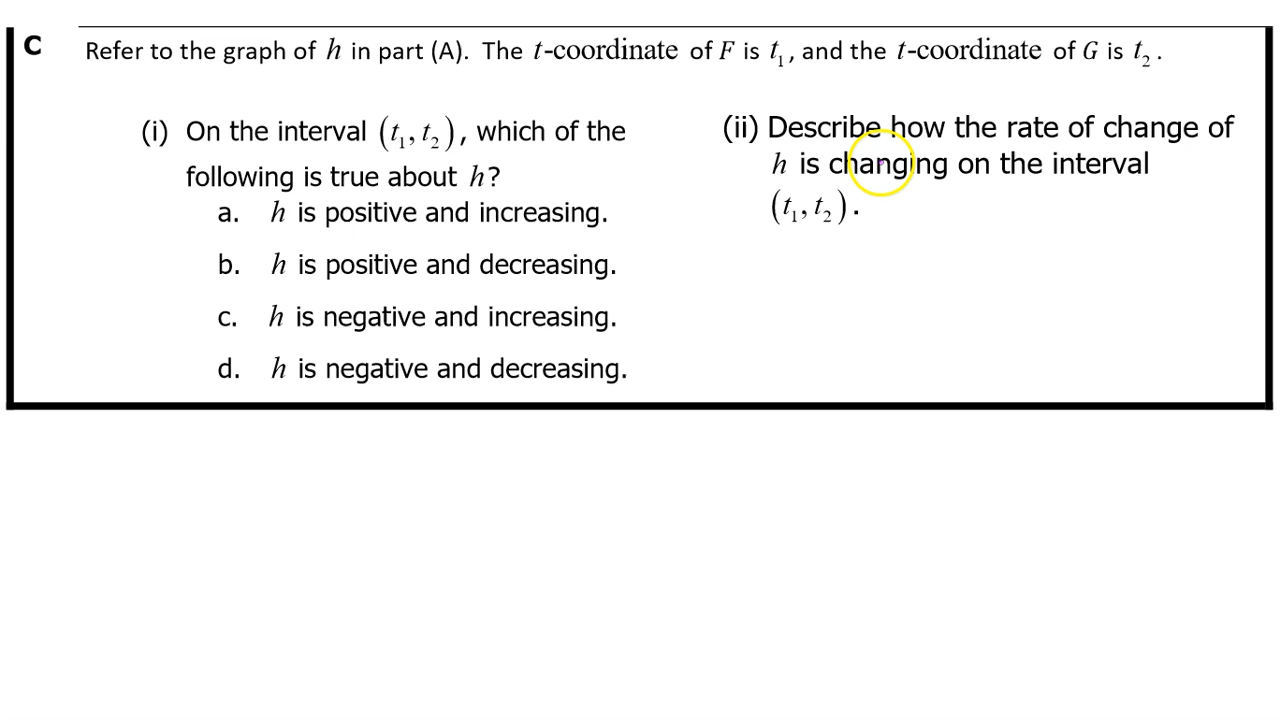 C Refer to the graph of h in part (A). The t-coordinate of F is t₁, and the t-coordinate of G is t₂.
(i) On the interval (t₁, t₂), which of the
following is true about h?
a. h is positive and increasing.
b. h is positive and decreasing.
c. h is negative and increasing.
d. h is negative and decreasing.
(ii) Describe how the rate of change of
h is changing on the interval
(t₁, t₂).